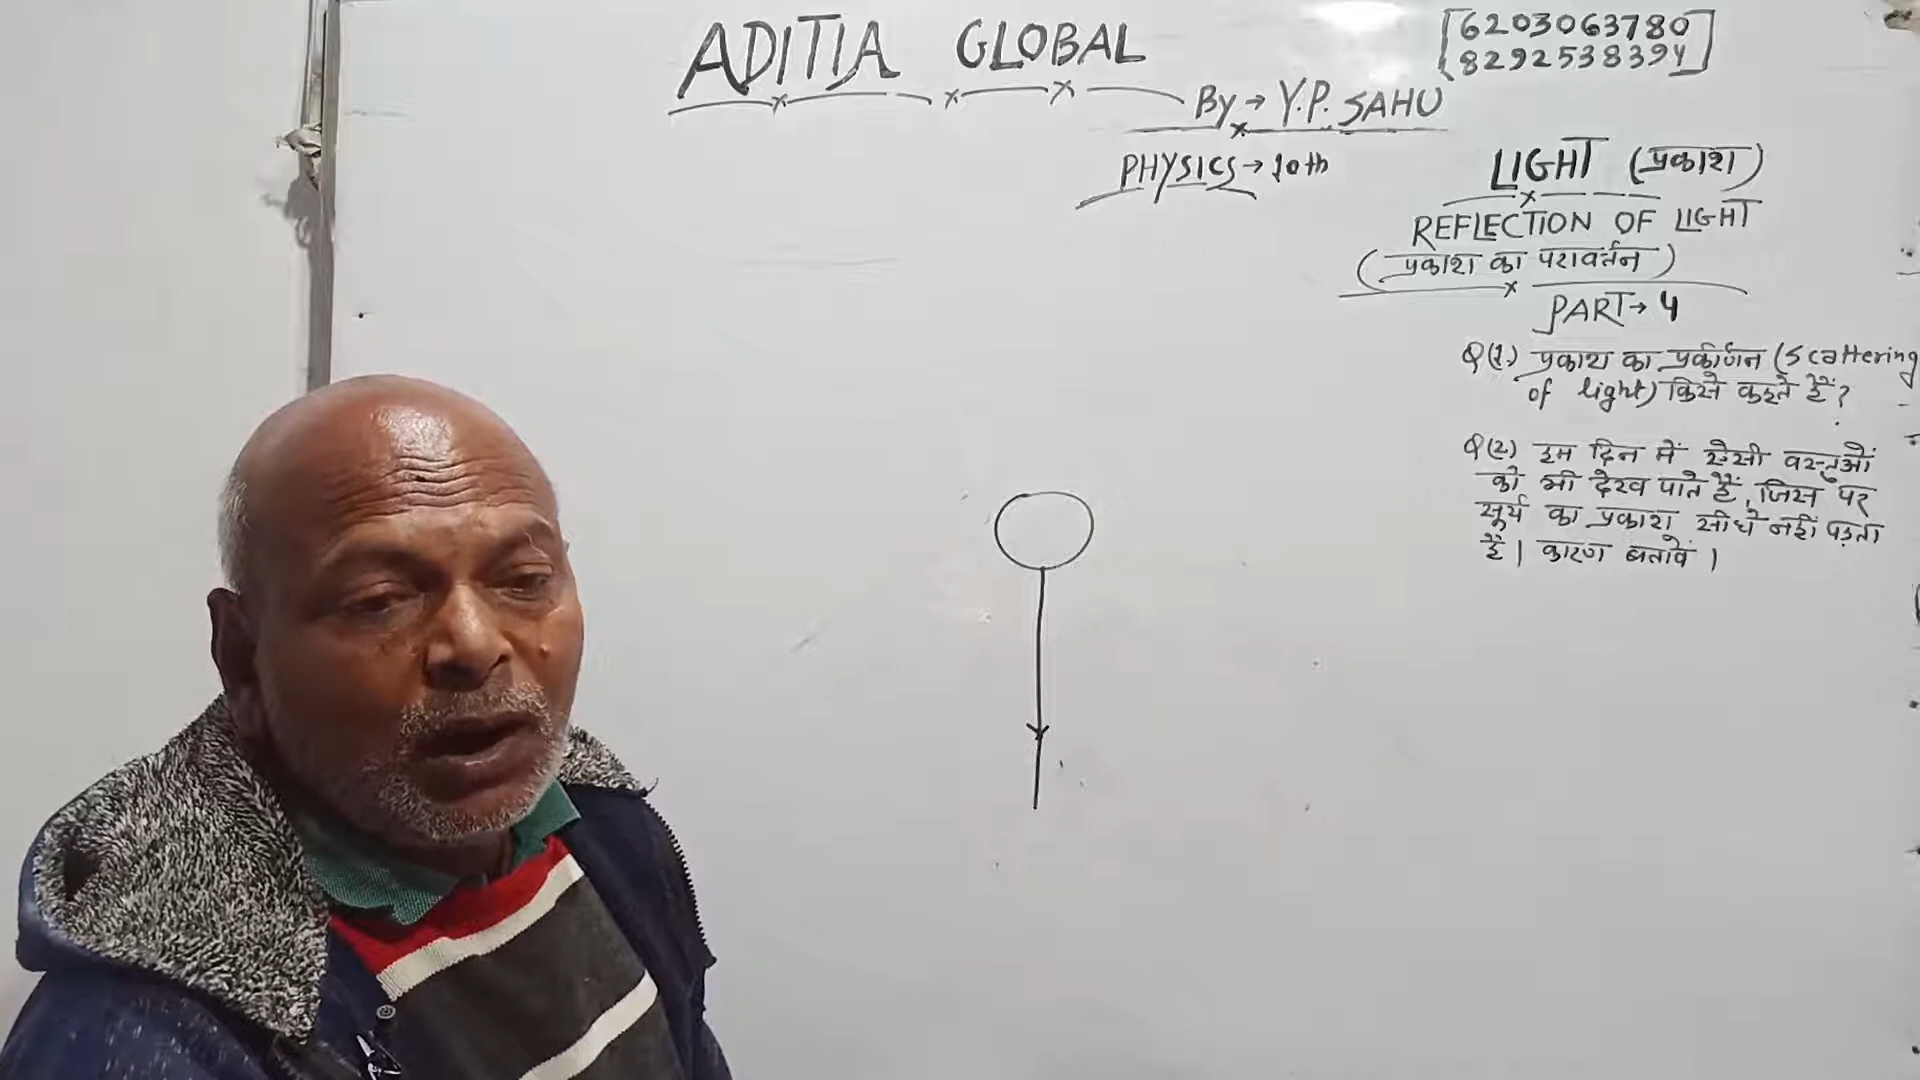 ADITIA GLOBAL
[6203063780
8292538394]
By → Y.P. SAHU
PHYSICS → 10th
LIGHT (प्रकाश)
REFLECTION OF LIGHT
(प्रकाश का परावर्तन)
PART → 4
Q(1.) प्रकाश का प्रकीर्णन (Scattering
of light) किसे कहते हैं?
Q(2) हम दिन में ऐसी वस्तुओं
को भी देख पाते हैं, जिस पर
सूर्य का प्रकाश सीधे नहीं पड़ता
है। कारण बतावें।